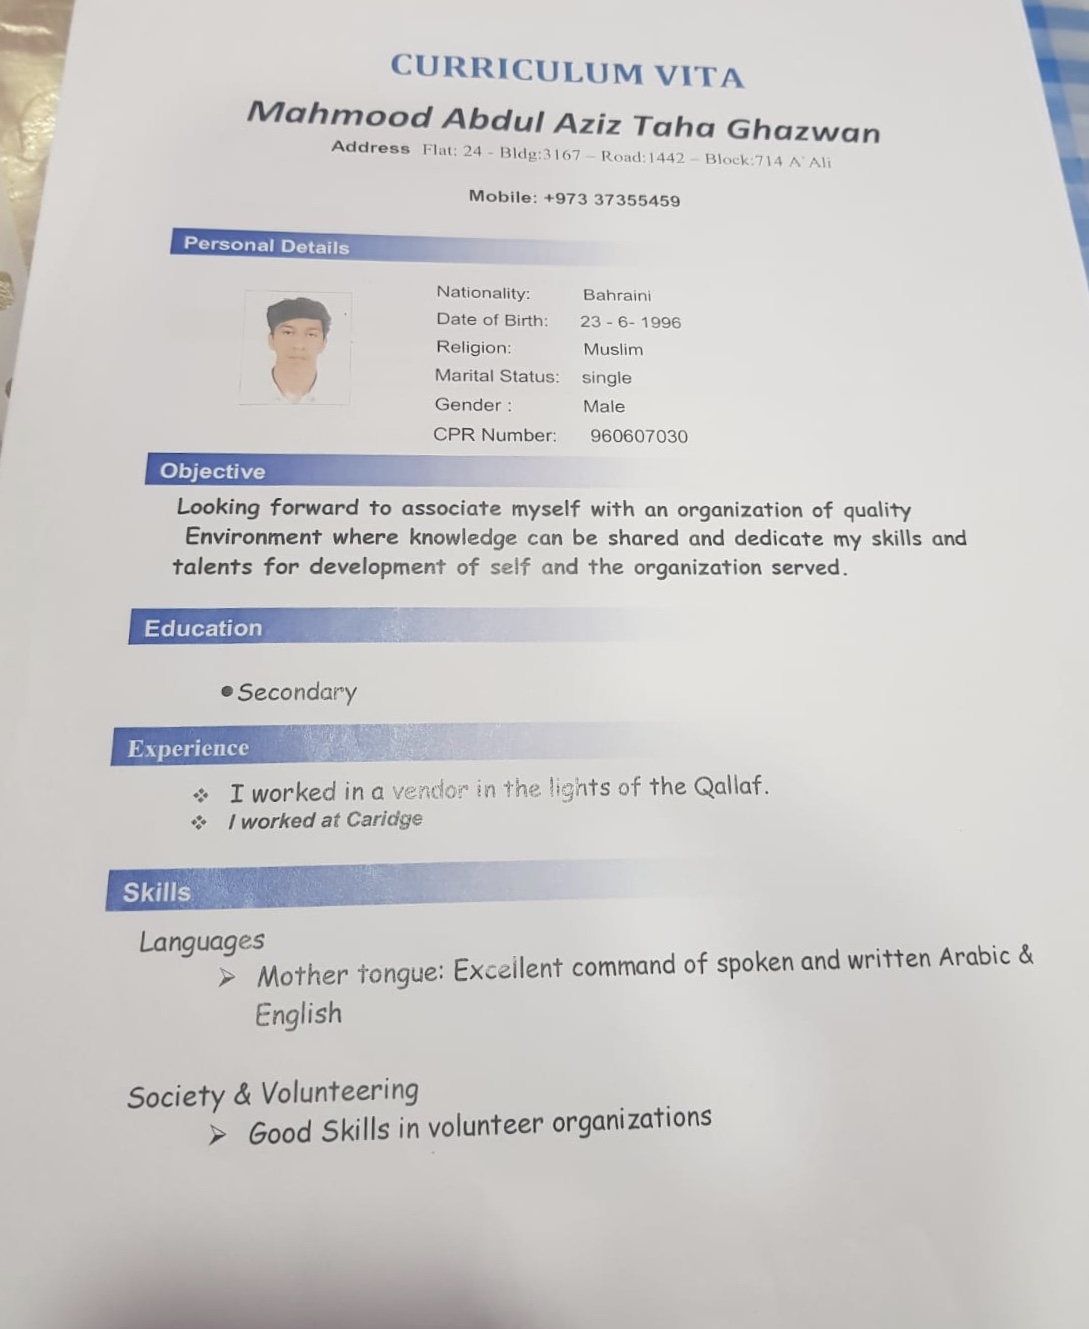 CURRICULUM VITA
Mahmood Abdul Aziz Taha Ghazwan
Address Flat: 24 - Bldg:3167 – Road:1442 – Block:714 A`Ali
Mobile: +973 37355459
Personal Details
Nationality: Bahraini
Date of Birth: 23 - 6- 1996
Religion: Muslim
Marital Status: single
Gender : Male
CPR Number: 960607030
Objective
Looking forward to associate myself with an organization of quality
Environment where knowledge can be shared and dedicate my skills and
talents for development of self and the organization served.
Education
• Secondary
Experience
❖ I worked in a vendor in the lights of the Qallaf.
❖ I worked at Caridge
Skills
Languages
➢ Mother tongue: Excellent command of spoken and written Arabic &
English
Society & Volunteering
➢ Good Skills in volunteer organizations